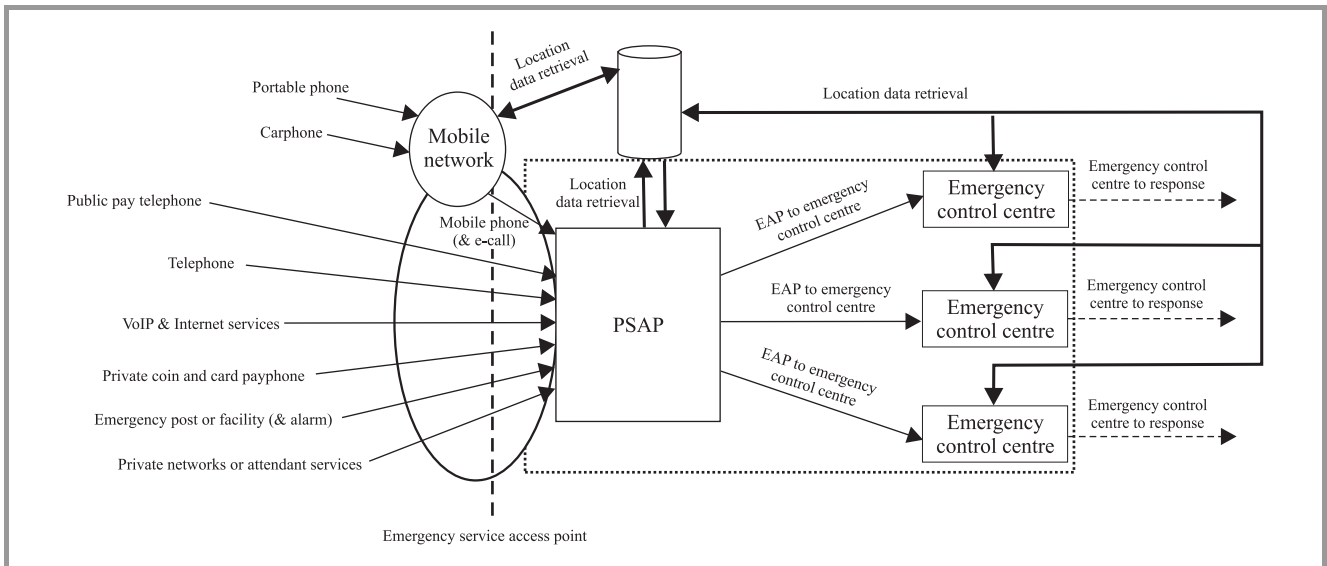 Location
data retrieval
Portable phone
Carphone
Mobile
network
Location data retrieval
Public pay telephone
Location
data retrieval
Mobile phone
(& e-call)
Telephone
VoIP & Internet services
Private coin and card payphone
Emergency post or facility (& alarm)
Private networks or attendant services
PSAP
EAP to emergency
control centre
Emergency
control centre
Emergency control
centre to response
EAP to emergency
control centre
Emergency
control centre
Emergency control
centre to response
EAP to emergency
control centre
Emergency
control centre
Emergency control
centre to response
Emergency service access point